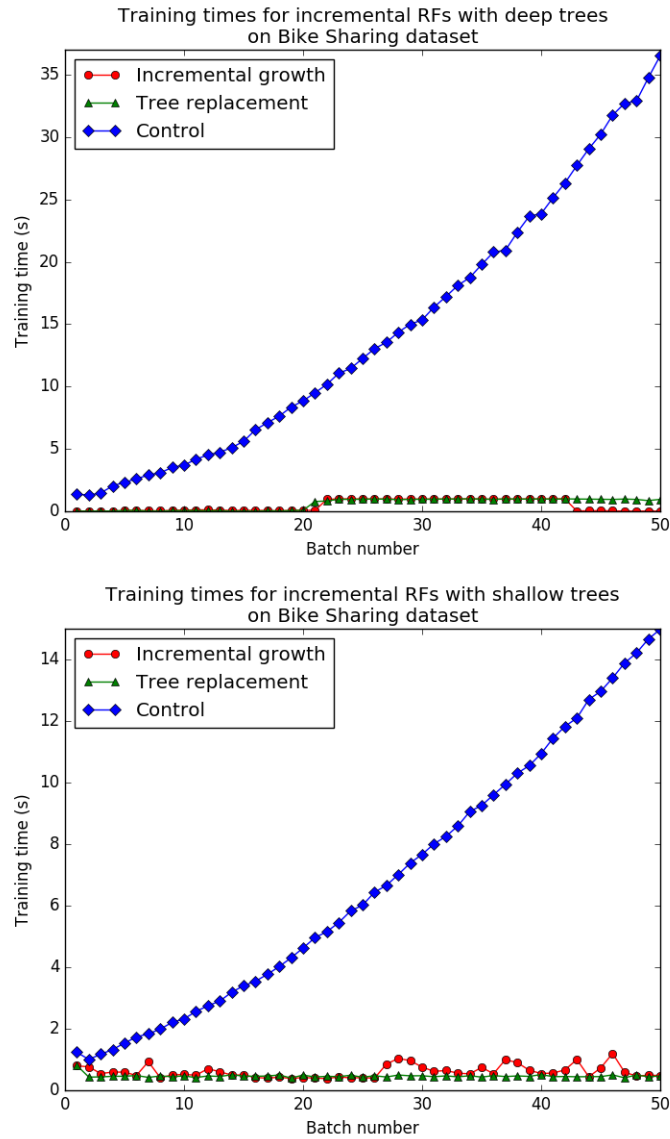 Training times for incremental RFs with deep trees
on Bike Sharing dataset
Incremental growth
Tree replacement
Control
Training time (s)
35
30
25
20
15
10
5
0
0 10 20 30 40 50
Batch number
Training times for incremental RFs with shallow trees
on Bike Sharing dataset
Incremental growth
Tree replacement
Control
Training time (s)
14
12
10
8
6
4
2
0
0 10 20 30 40 50
Batch number